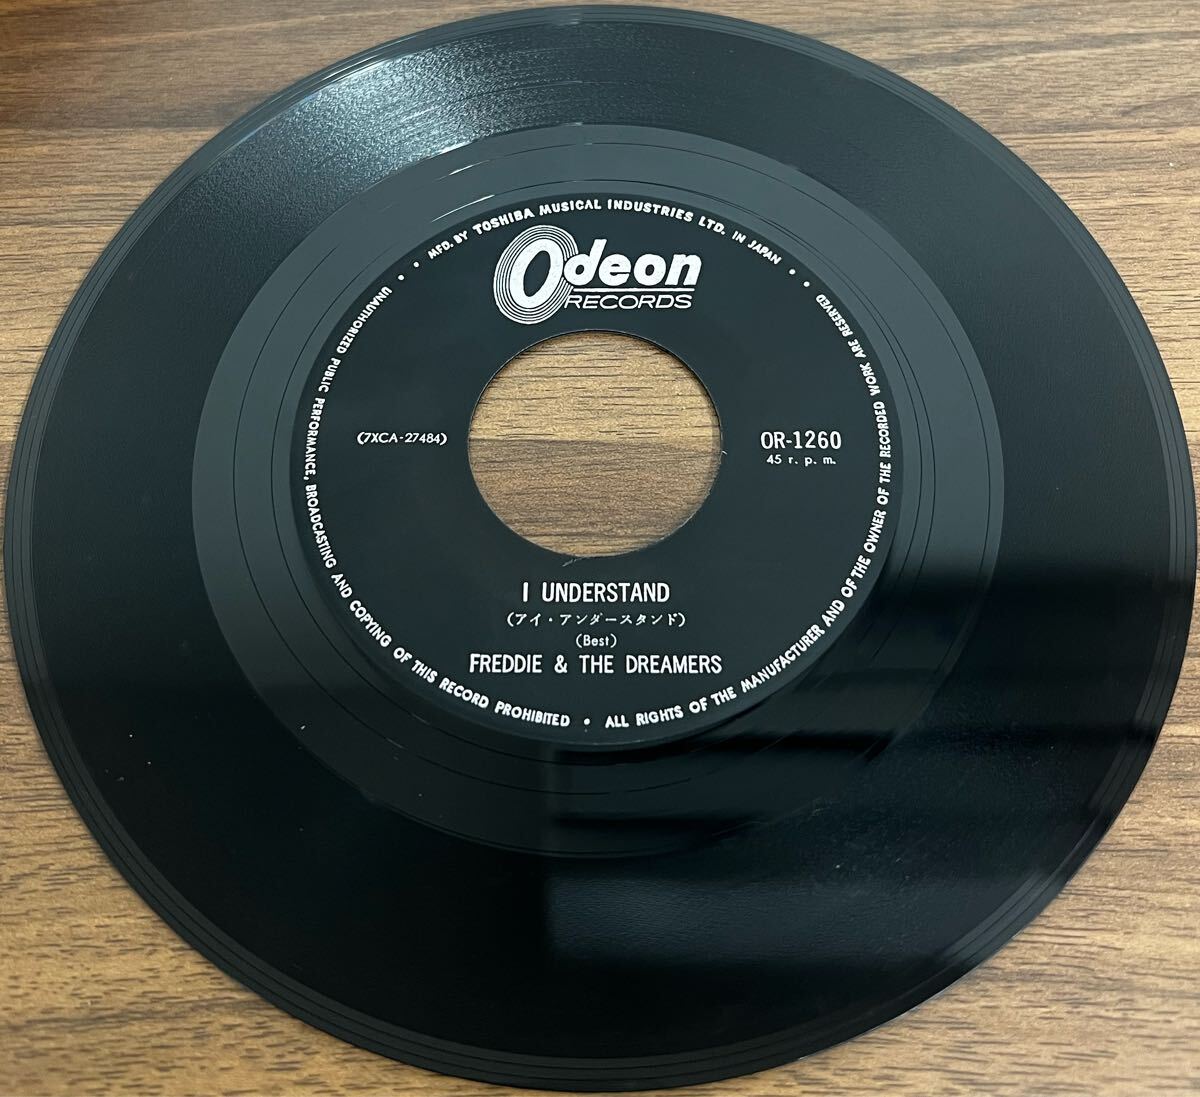 MFD. BY TOSHIBA MUSICAL INDUSTRIES LTD. IN JAPAN
Odeon
RECORDS
(7XCA-27484)
OR-1260
45 r. p. m.
I UNDERSTAND
(アイ・アンダースタンド)
(Best)
FREDDIE & THE DREAMERS
UNAUTHORIZED PUBLIC PERFORMANCE, BROADCASTING AND COPYING OF THIS RECORD PROHIBITED • ALL RIGHTS OF THE MANUFACTURER AND OF THE OWNER OF THE RECORDED WORK ARE RESERVED